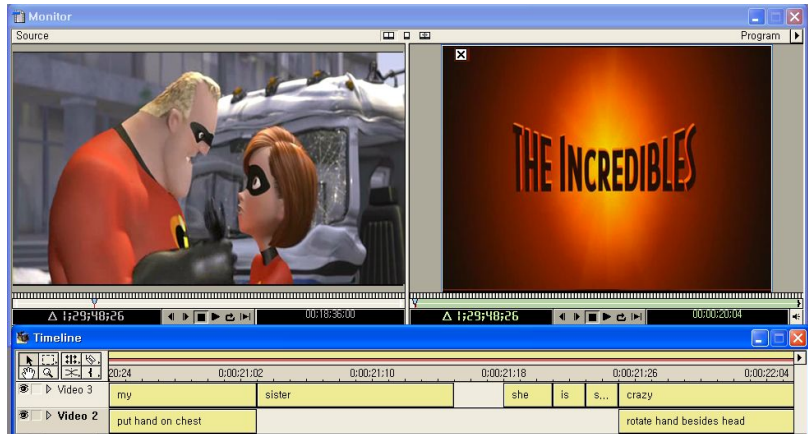 Monitor
Source
Program
THE INCREDIBLES
Δ 1;29;48;26
00:18:36:00
Δ 1;29;48;26
00:00:20:04
Timeline
20:24 0:00:21:02 0:00:21:10 0:00:21:18 0:00:21:26 0:00:22:04
Video 3 my sister she is s... crazy
Video 2 put hand on chest rotate hand besides head